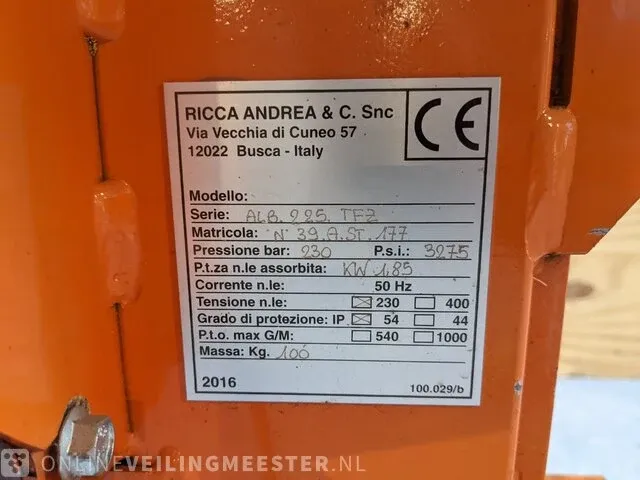 RICCA ANDREA & C. Snc
Via Vecchia di Cuneo 57
12022 Busca - Italy
CE
Modello:
Serie: ALB. 225. TFZ
Matricola: N° 39.A.ST.177
Pressione bar: 230 P.s.i.: 3275
P.t.za n.le assorbita: KW 1,85
Corrente n.le: 50 Hz
Tensione n.le: 230 400
Grado di protezione: IP 54 44
P.t.o. max G/M: 540 1000
Massa: Kg. 100
2016 100.029/b
ONLINEVEILINGMEESTER.NL